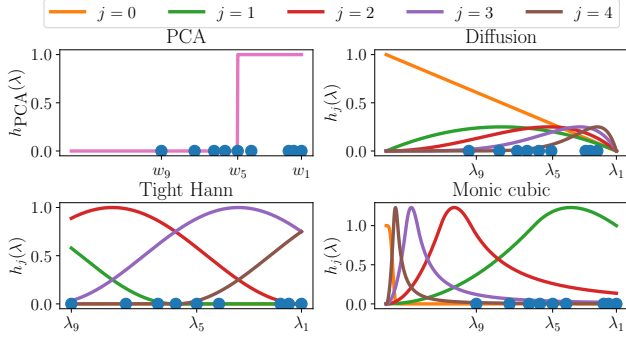 j = 0 j = 1 j = 2 j = 3 j = 4
PCA
h_PCA(λ)
1.0
0.5
0.0
w_9 w_5 w_1
Diffusion
h_j(λ)
1.0
0.5
0.0
λ_9 λ_5 λ_1
Tight Hann
h_j(λ)
1.0
0.5
0.0
λ_9 λ_5 λ_1
Monic cubic
h_j(λ)
1.0
0.5
0.0
λ_9 λ_5 λ_1